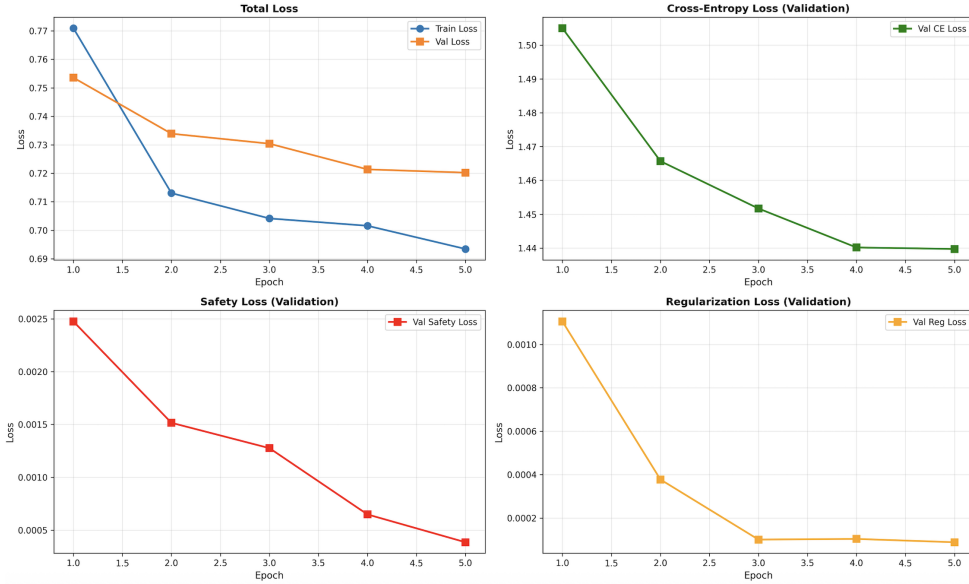 Total Loss
Train Loss
Val Loss
0.77
0.76
0.75
0.74
0.73
0.72
0.71
0.70
0.69
Loss
1.0 1.5 2.0 2.5 3.0 3.5 4.0 4.5 5.0
Epoch
Cross-Entropy Loss (Validation)
Val CE Loss
1.50
1.49
1.48
1.47
1.46
1.45
1.44
Loss
1.0 1.5 2.0 2.5 3.0 3.5 4.0 4.5 5.0
Epoch
Safety Loss (Validation)
Val Safety Loss
0.0025
0.0020
0.0015
0.0010
0.0005
Loss
1.0 1.5 2.0 2.5 3.0 3.5 4.0 4.5 5.0
Epoch
Regularization Loss (Validation)
Val Reg Loss
0.0010
0.0008
0.0006
0.0004
0.0002
Loss
1.0 1.5 2.0 2.5 3.0 3.5 4.0 4.5 5.0
Epoch